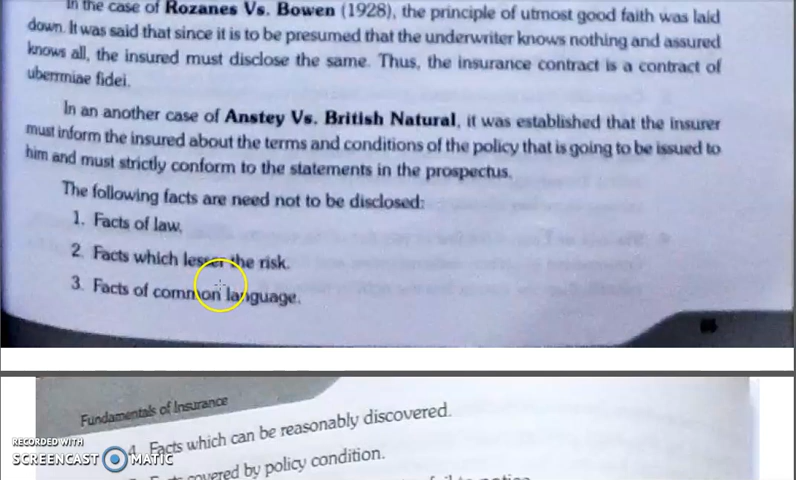 In the case of Rozanes Vs. Bowen (1928), the principle of utmost good faith was laid
down. It was said that since it is to be presumed that the underwriter knows nothing and assured
knows all, the insured must disclose the same. Thus, the insurance contract is a contract of
uberrmiae fidei.
In an another case of Anstey Vs. British Natural, it was established that the insurer
must inform the insured about the terms and conditions of the policy that is going to be issued to
him and must strictly conform to the statements in the prospectus.
The following facts are need not to be disclosed:
1. Facts of law.
2. Facts which lesser the risk.
3. Facts of common language.
Fundamentals of Insurance
4. Facts which can be reasonably discovered.
covered by policy condition.
RECORDED WITH
SCREENCAST MATIC